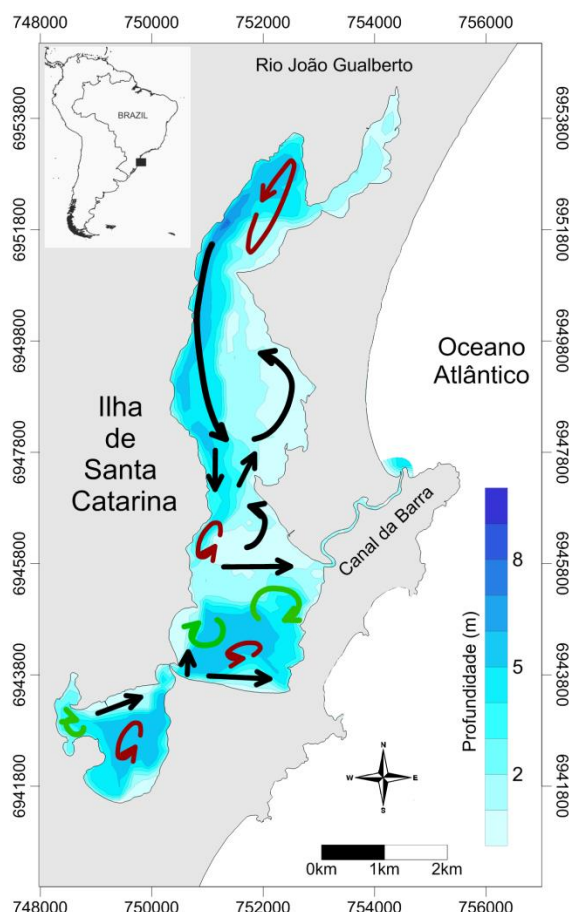 748000 750000 752000 754000 756000
Rio João Gualberto
BRAZIL
6953800 6953800
6951800 6951800
6949800 6949800
Oceano
Atlântico
Ilha
de
Santa
Catarina
6947800 6947800
Canal da Barra
6945800 6945800
Profundidade (m)
8
5
2
6943800 6943800
N
W E
S
6941800 6941800
0km 1km 2km
748000 750000 752000 754000 756000